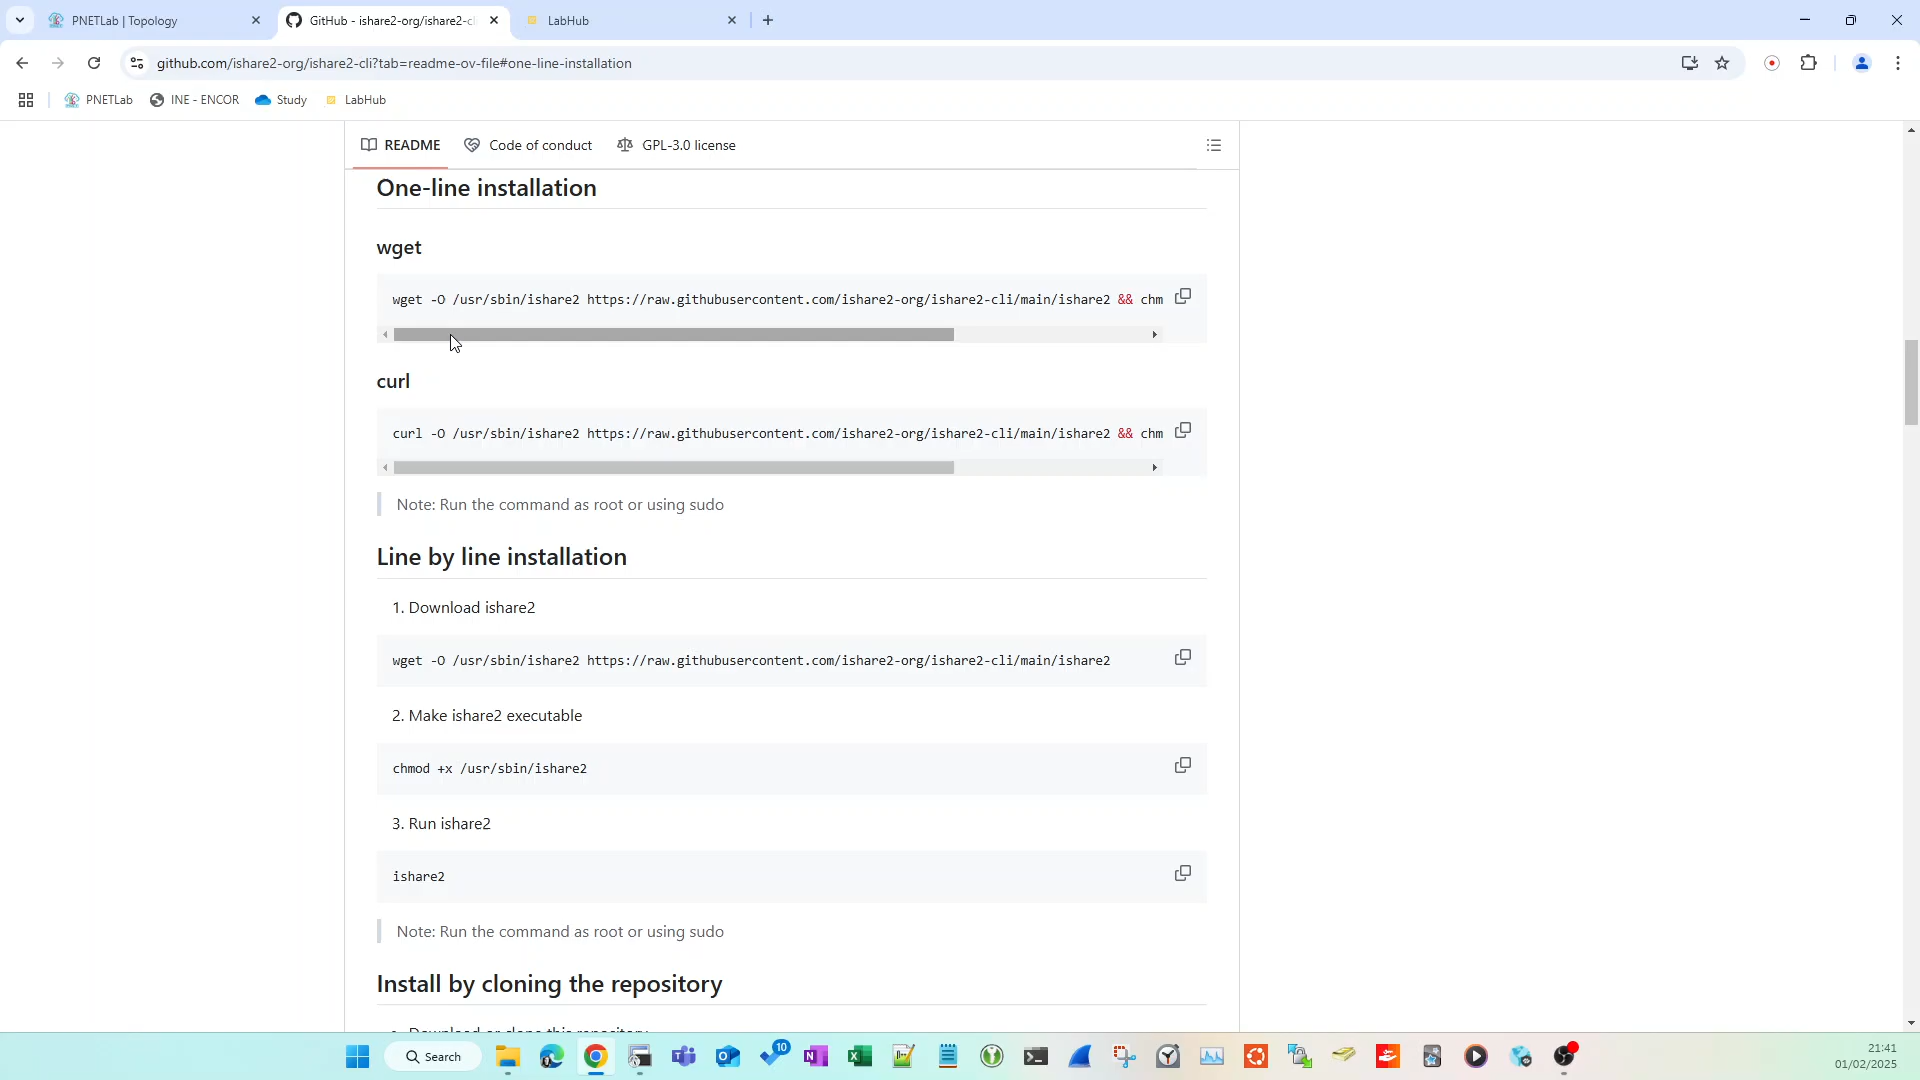 PNETLab | Topology
GitHub - ishare2-org/ishare2-cl
LabHub
github.com/ishare2-org/ishare2-cli?tab=readme-ov-file#one-line-installation
PNETLab
INE - ENCOR
Study
LabHub
README
Code of conduct
GPL-3.0 license
One-line installation
wget
wget -O /usr/sbin/ishare2 https://raw.githubusercontent.com/ishare2-org/ishare2-cli/main/ishare2 && chm
curl
curl -O /usr/sbin/ishare2 https://raw.githubusercontent.com/ishare2-org/ishare2-cli/main/ishare2 && chm
Note: Run the command as root or using sudo
Line by line installation
1. Download ishare2
wget -O /usr/sbin/ishare2 https://raw.githubusercontent.com/ishare2-org/ishare2-cli/main/ishare2
2. Make ishare2 executable
chmod +x /usr/sbin/ishare2
3. Run ishare2
ishare2
Note: Run the command as root or using sudo
Install by cloning the repository
Search
10
21:41
01/02/2025